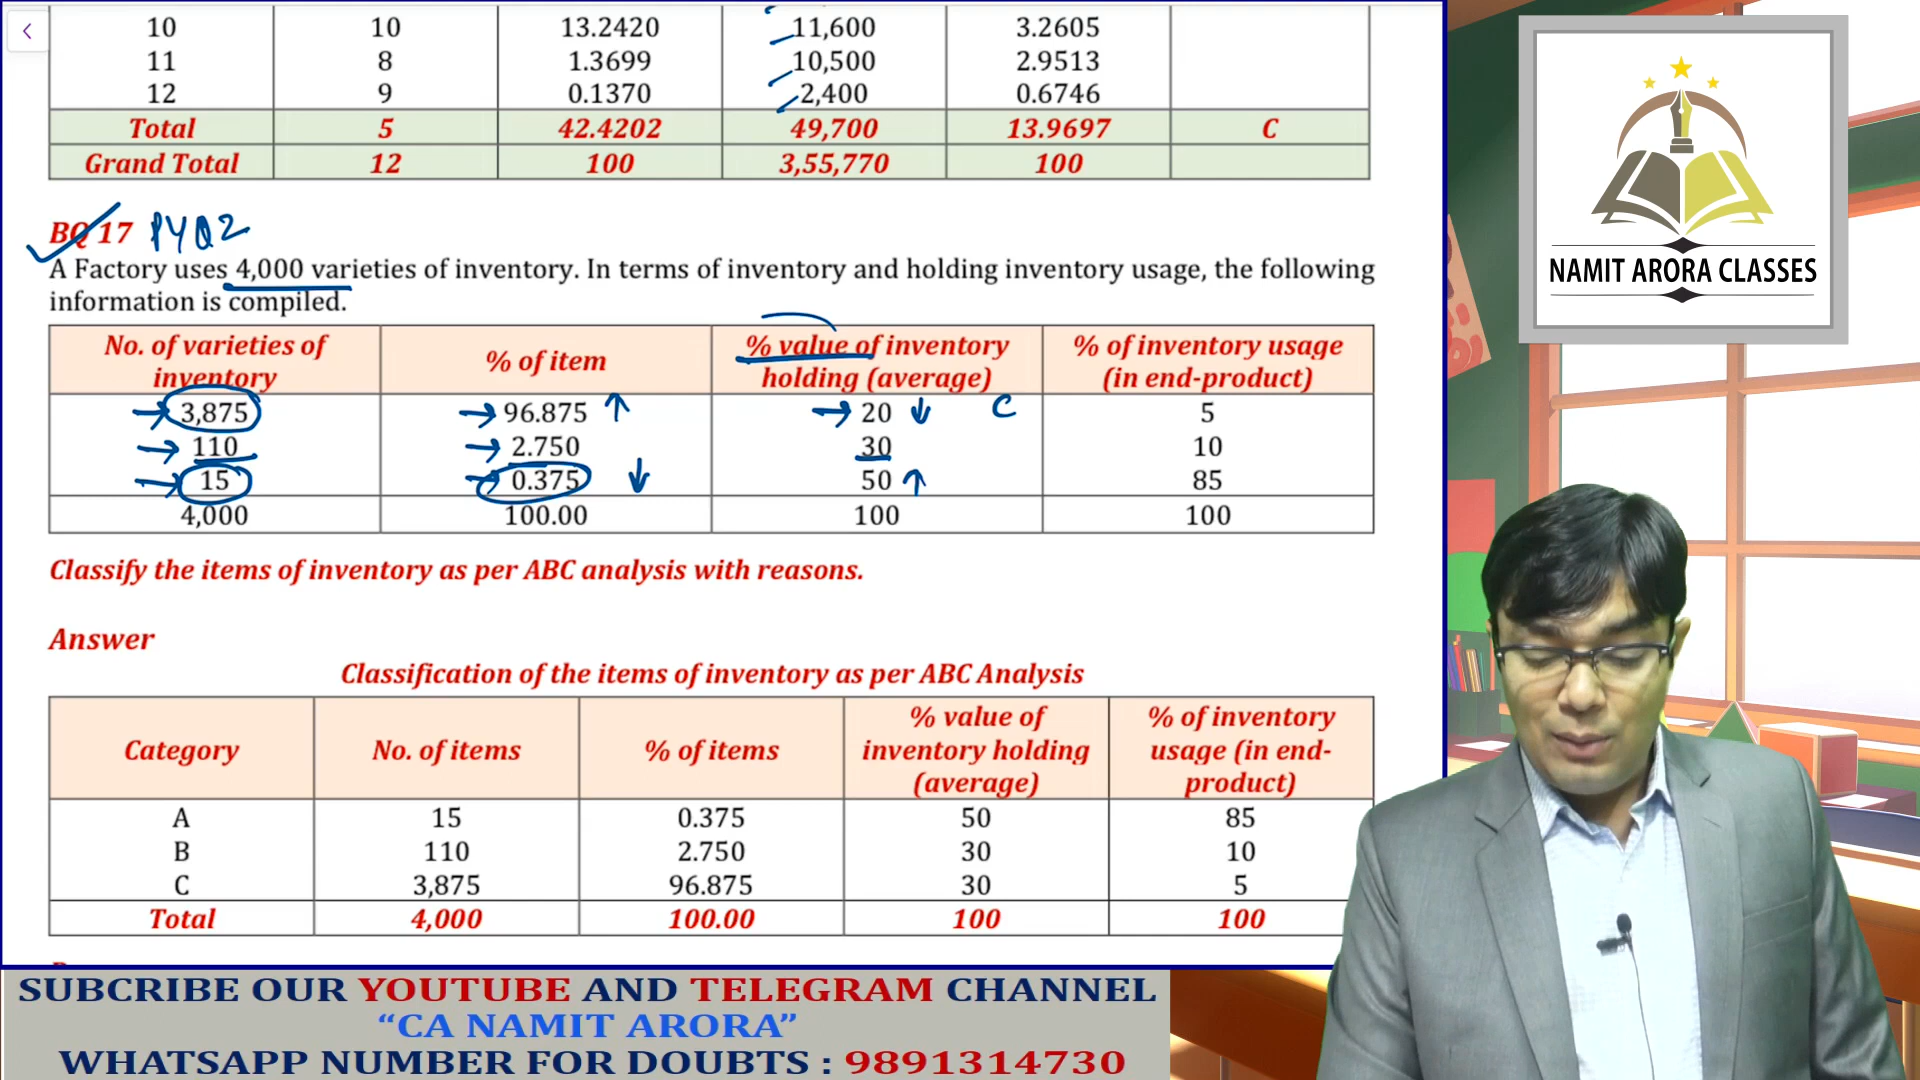 10 10 13.2420 11,600 3.2605
11 8 1.3699 10,500 2.9513
12 9 0.1370 2,400 0.6746
Total 5 42.4202 49,700 13.9697 C
Grand Total 12 100 3,55,770 100
BQ 17 PYQ2
A Factory uses 4,000 varieties of inventory. In terms of inventory and holding inventory usage, the following
information is compiled.
No. of varieties of inventory % of item % value of inventory holding (average) % of inventory usage (in end-product)
3,875 96.875 20 C 5
110 2.750 30 10
15 0.375 50 85
4,000 100.00 100 100
Classify the items of inventory as per ABC analysis with reasons.
Answer
Classification of the items of inventory as per ABC Analysis
Category No. of items % of items % value of inventory holding (average) % of inventory usage (in end-product)
A 15 0.375 50 85
B 110 2.750 30 10
C 3,875 96.875 30 5
Total 4,000 100.00 100 100
NAMIT ARORA CLASSES
SUBCRIBE OUR YOUTUBE AND TELEGRAM CHANNEL
“CA NAMIT ARORA”
WHATSAPP NUMBER FOR DOUBTS : 9891314730